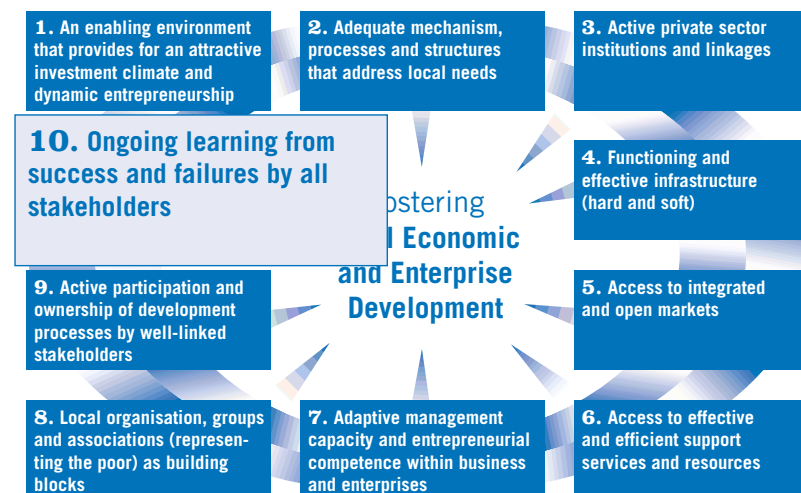 1. An enabling environment
that provides for an attractive
investment climate and
dynamic entrepreneurship
2. Adequate mechanism,
processes and structures
that address local needs
3. Active private sector
institutions and linkages
10. Ongoing learning from
success and failures by all
stakeholders
4. Functioning and
effective infrastructure
(hard and soft)
Economic
and Enterprise
Development
9. Active participation and
ownership of development
processes by well-linked
stakeholders
5. Access to integrated
and open markets
8. Local organisation, groups
and associations (represen-
ting the poor) as building
blocks
7. Adaptive management
capacity and entrepreneurial
competence within business
and enterprises
6. Access to effective
and efficient support
services and resources